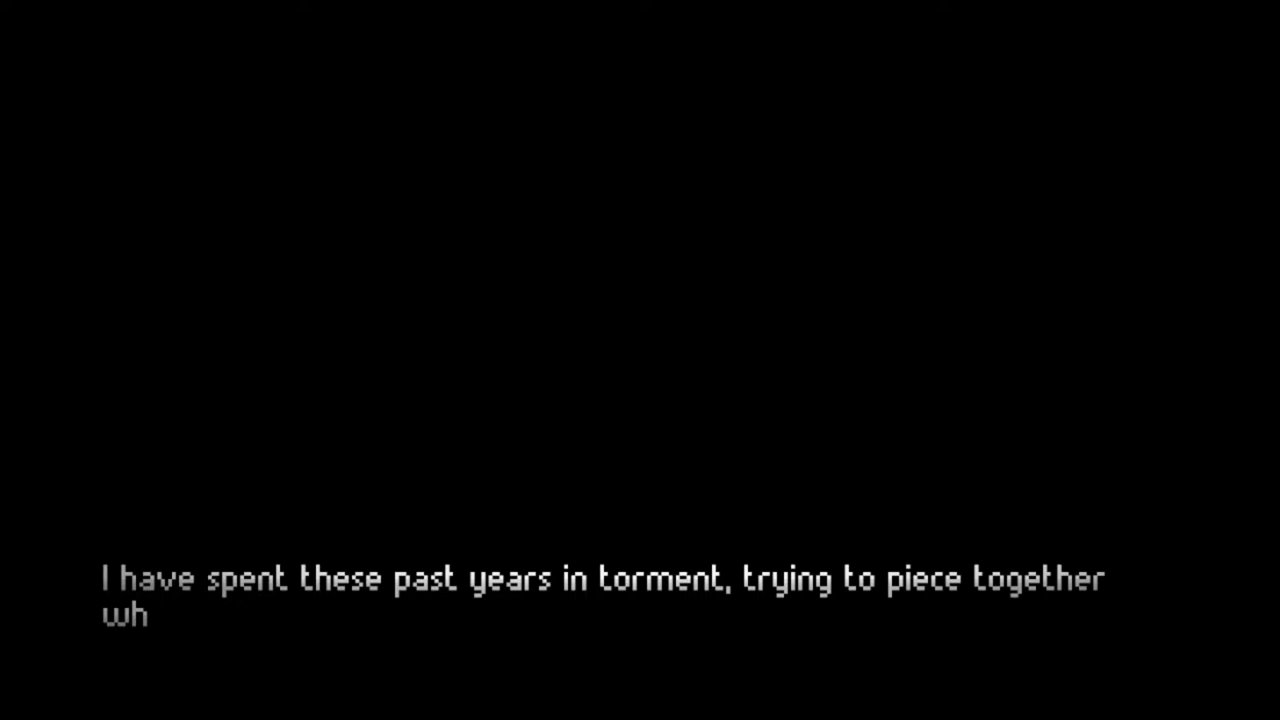 I have spent these past years in torment, trying to piece together
wh